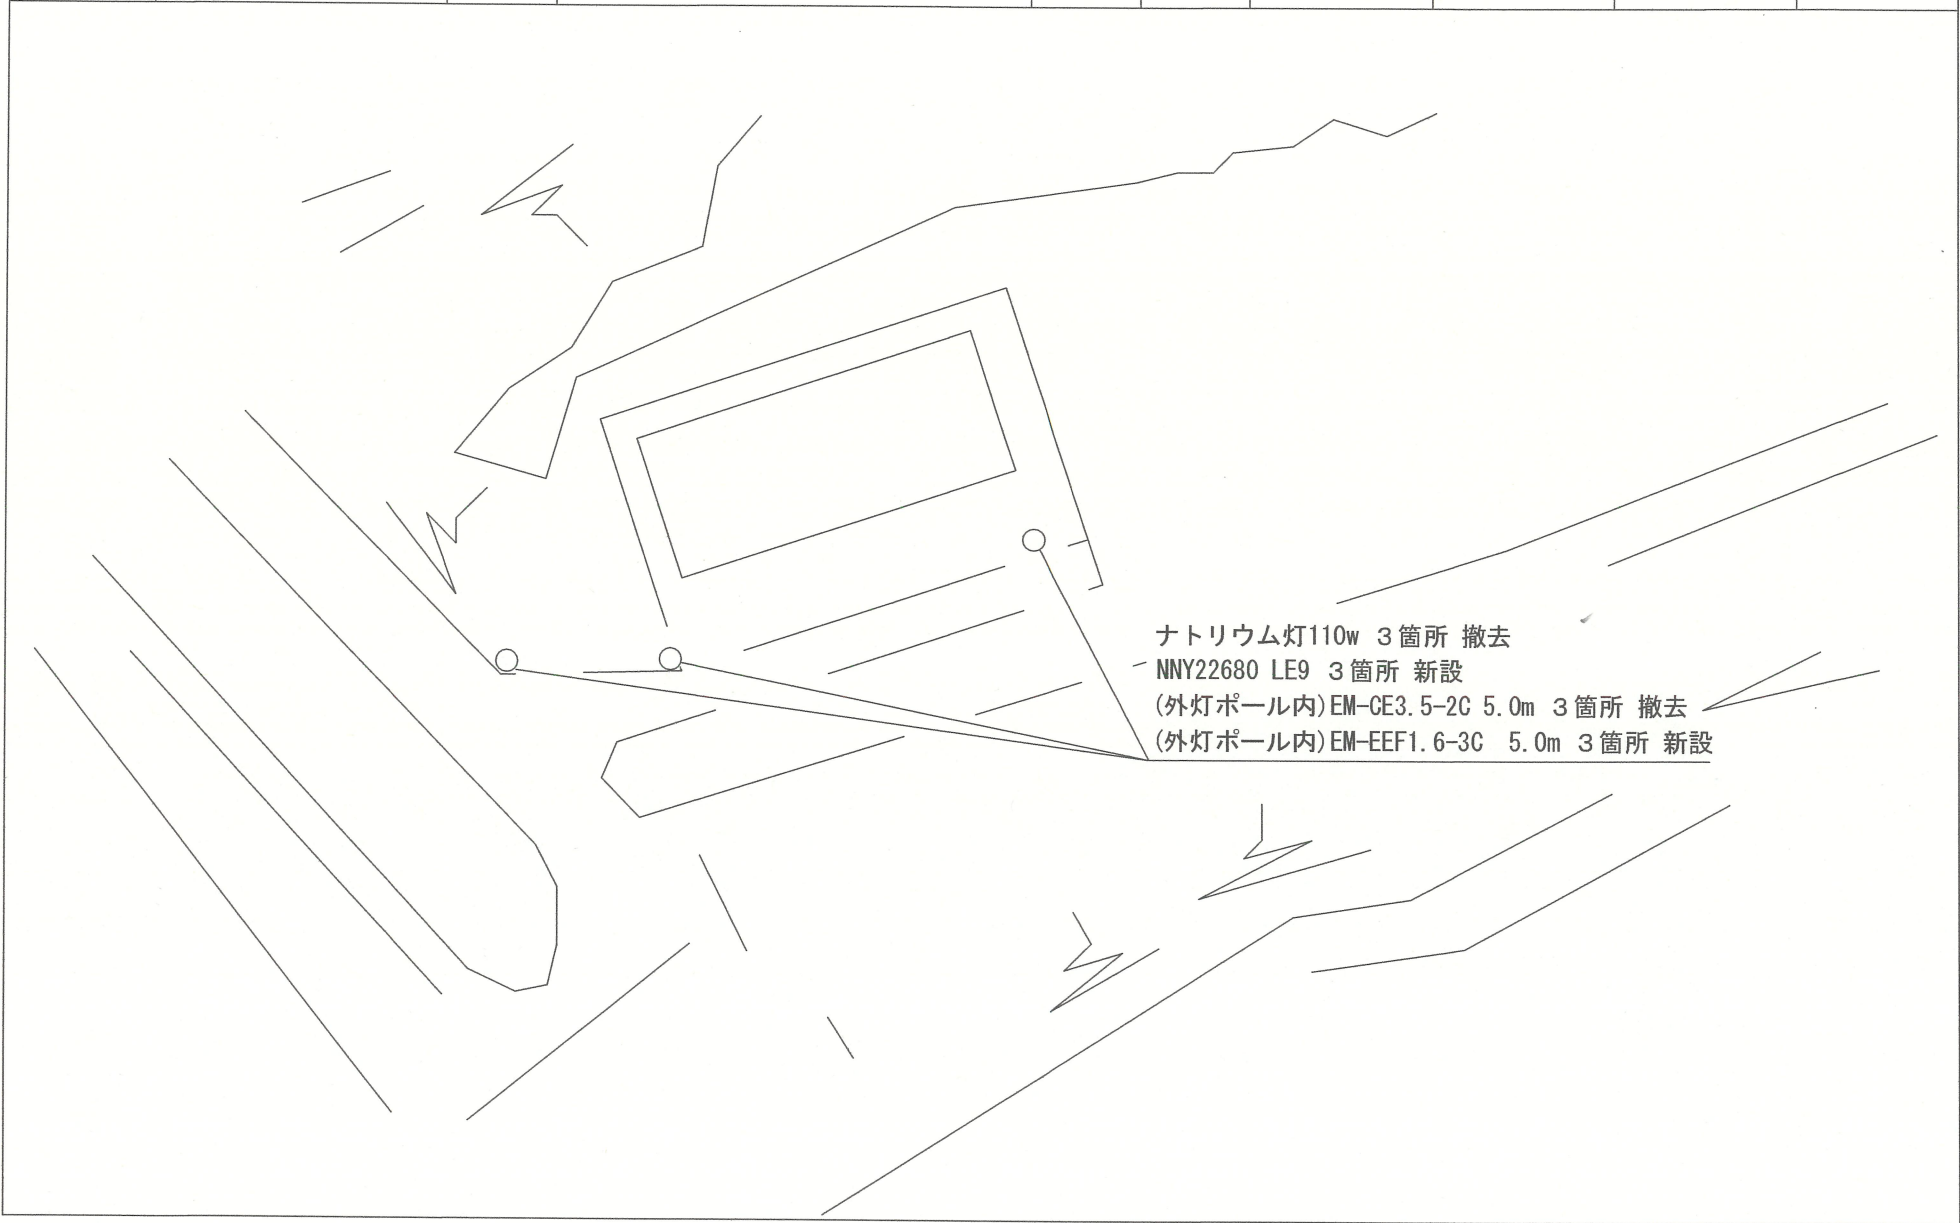 ナトリウム灯110w ３箇所 撤去
NNY22680 LE9 ３箇所 新設
(外灯ポール内)EM-CE3.5-2C 5.0m ３箇所 撤去
(外灯ポール内)EM-EEF1.6-3C 5.0m ３箇所 新設